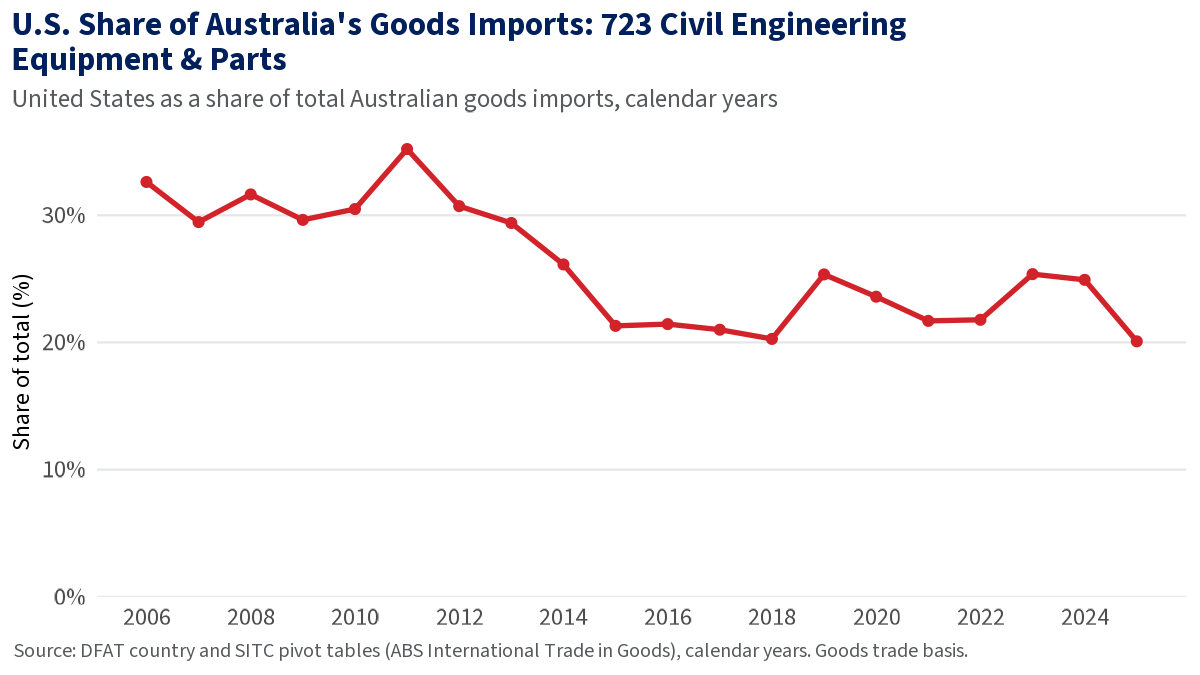 U.S. Share of Australia's Goods Imports: 723 Civil Engineering
Equipment & Parts
United States as a share of total Australian goods imports, calendar years
Share of total (%)
30%
20%
10%
0%
2006 2008 2010 2012 2014 2016 2018 2020 2022 2024
Source: DFAT country and SITC pivot tables (ABS International Trade in Goods), calendar years. Goods trade basis.